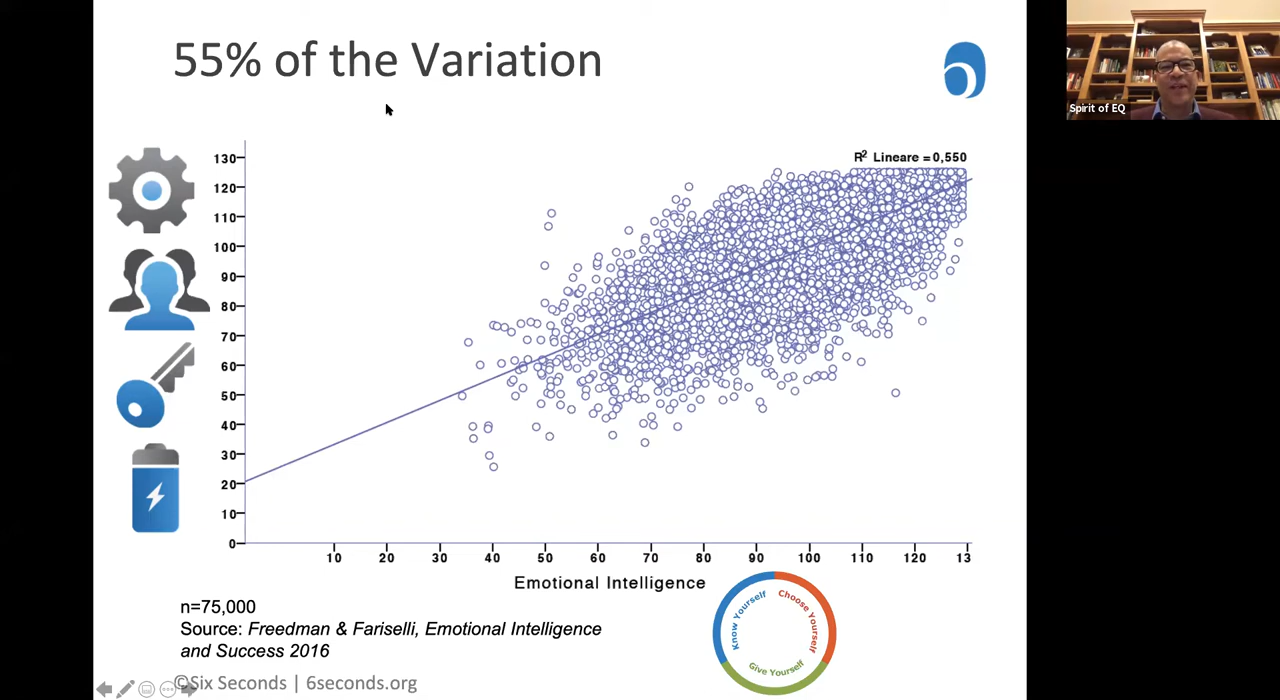 55% of the Variation
Spirit of EQ
R² Lineare =0,550
130
120
110
100
90
80
70
60
50
40
30
20
10
0
10 20 30 40 50 60 70 80 90 100 110 120 13
Emotional Intelligence
n=75,000
Source: Freedman & Fariselli, Emotional Intelligence
and Success 2016
Know Yourself
Choose Yourself
Give Yourself
©Six Seconds | 6seconds.org